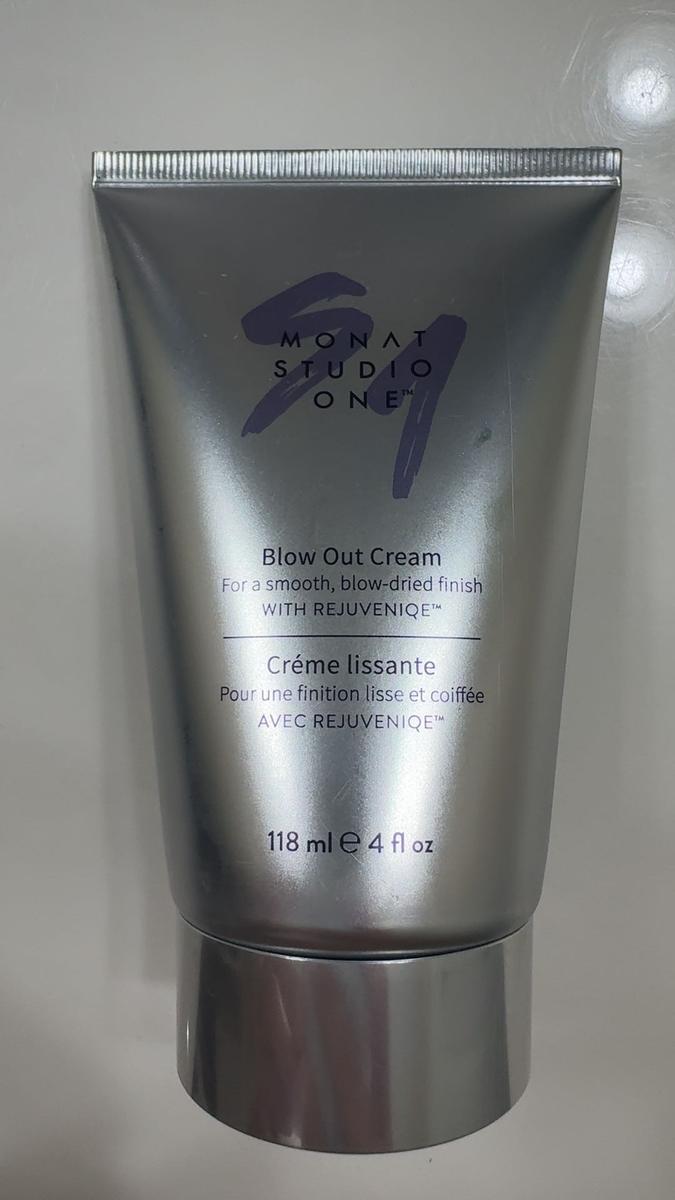 S1
MONAT
STUDIO
ONE™
Blow Out Cream
For a smooth, blow-dried finish
WITH REJUVENIQE™
Créme lissante
Pour une finition lisse et coiffée
AVEC REJUVENIQE™
118 ml ℮ 4 fl oz